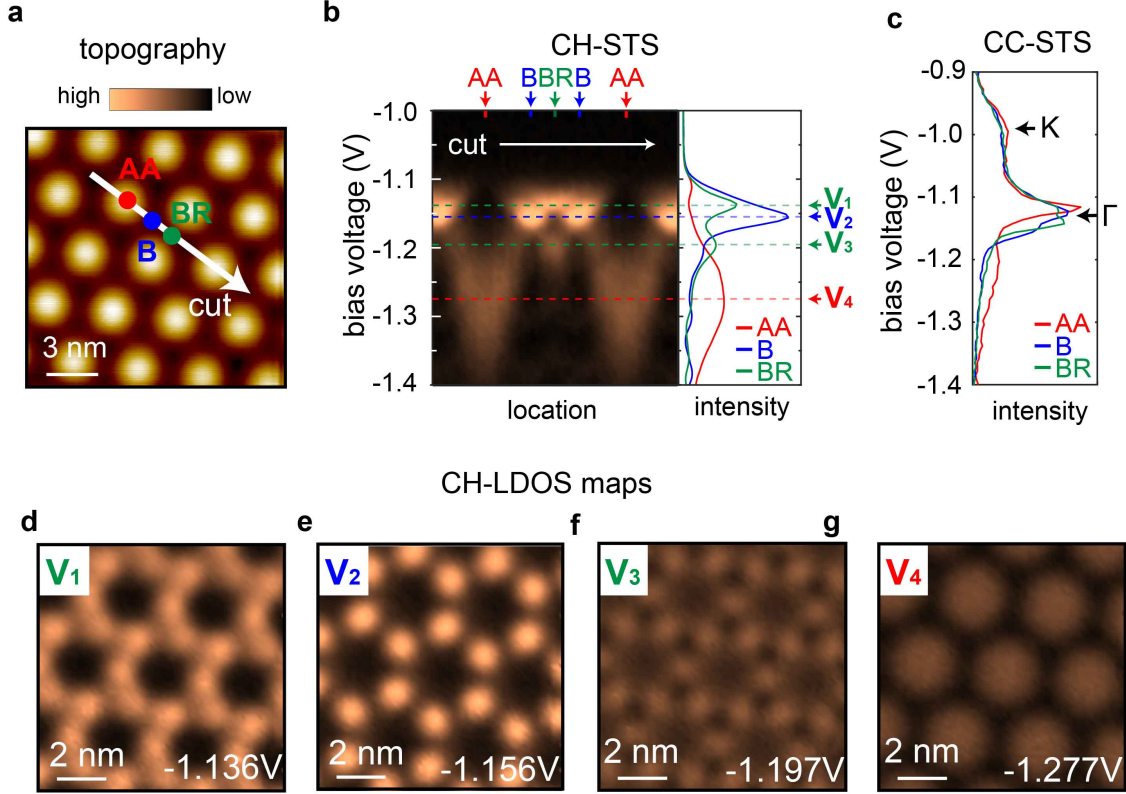 a
topography
high low
AA
BR
B
cut
3 nm
b
CH-STS
AA B BR B AA
-1.0
-1.1
-1.2
-1.3
-1.4
bias voltage (V)
cut
location
V1
V2
V3
V4
AA
B
BR
intensity
c
CC-STS
-0.9
-1.0
-1.1
-1.2
-1.3
-1.4
bias voltage (V)
K
Γ
AA
B
BR
intensity
CH-LDOS maps
d
V1
2 nm
-1.136V
e
V2
2 nm
-1.156V
f
V3
2 nm
-1.197V
g
V4
2 nm
-1.277V